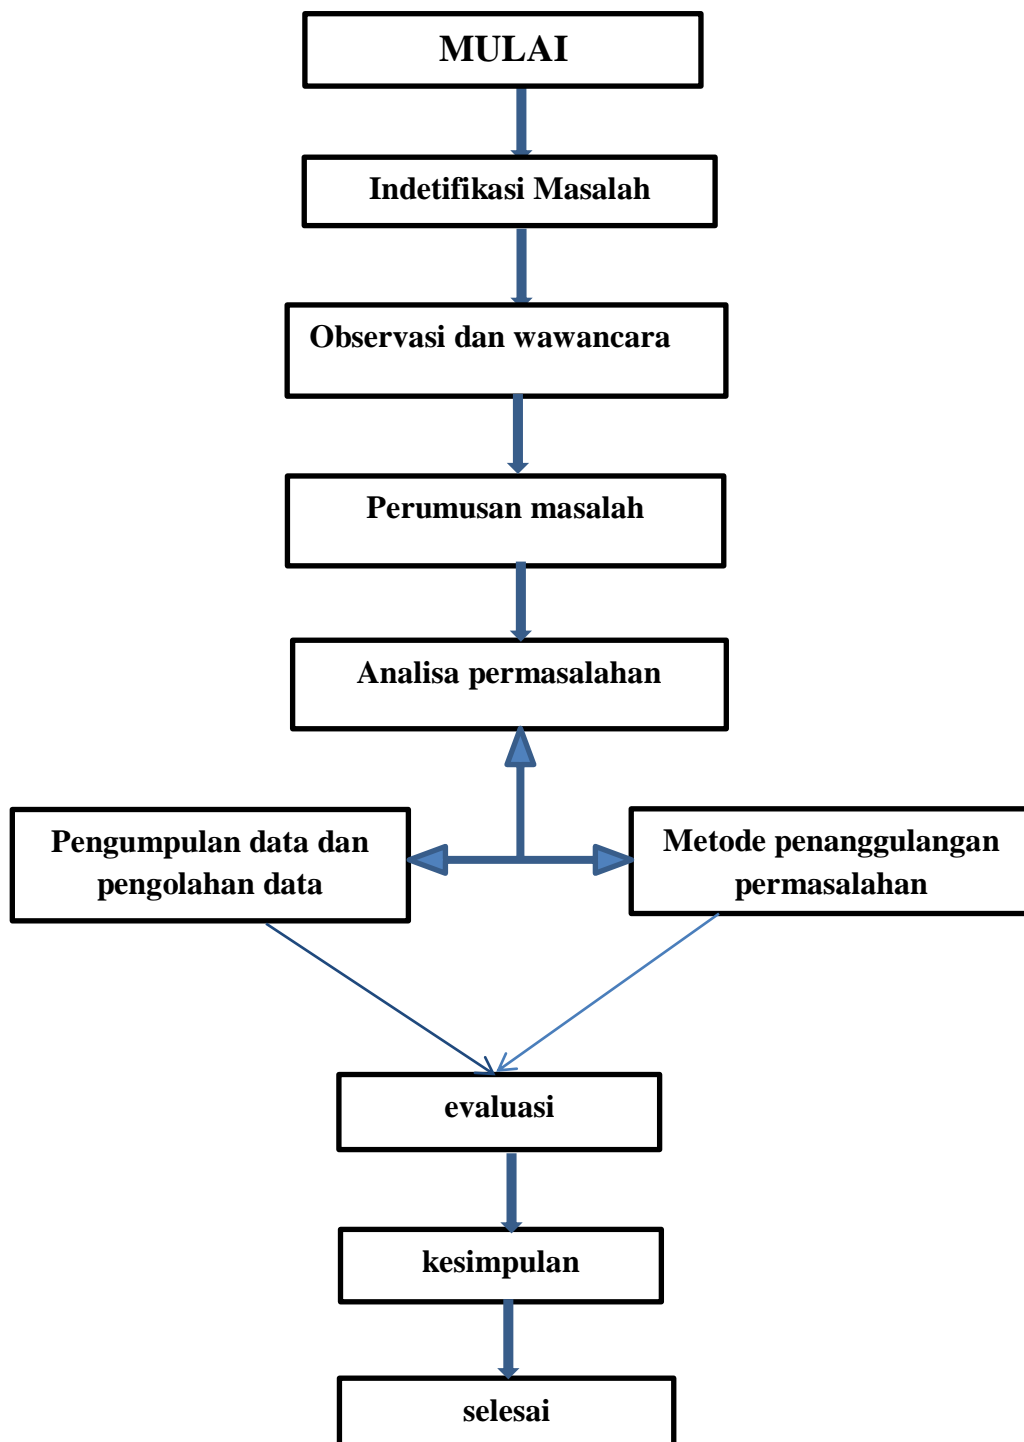 MULAI
Indetifikasi Masalah
Observasi dan wawancara
Perumusan masalah
Analisa permasalahan
Pengumpulan data dan
pengolahan data
Metode penanggulangan
permasalahan
evaluasi
kesimpulan
selesai